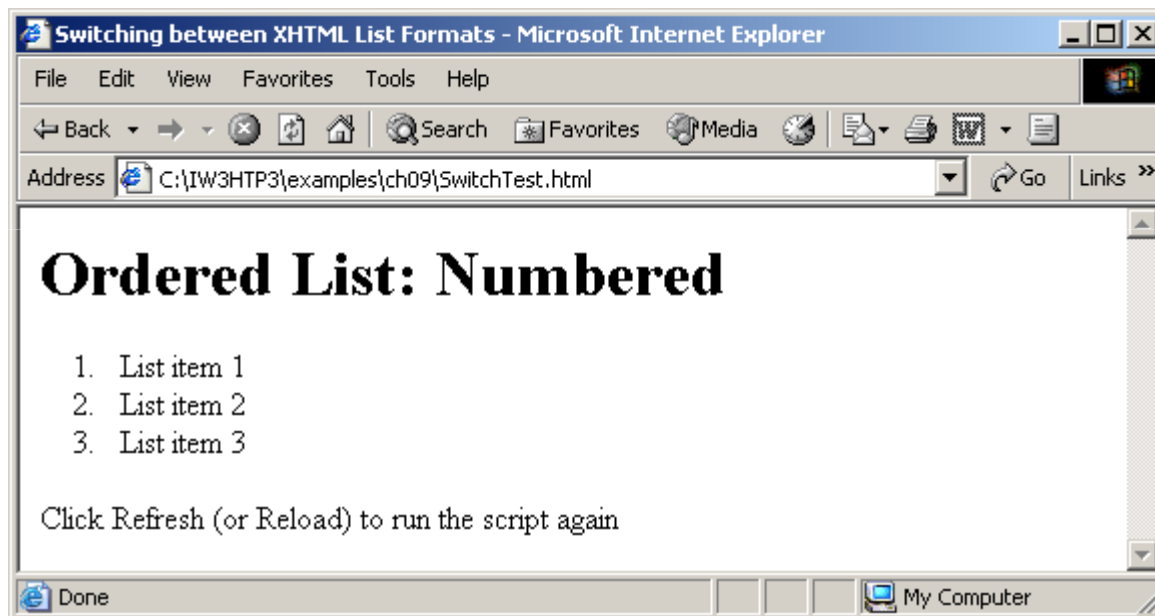 Switching between XHTML List Formats - Microsoft Internet Explorer
File Edit View Favorites Tools Help
Back Search Favorites Media
Address C:\IW3HTP3\examples\ch09\SwitchTest.html Go Links »
Ordered List: Numbered
1. List item 1
2. List item 2
3. List item 3
Click Refresh (or Reload) to run the script again
Done My Computer